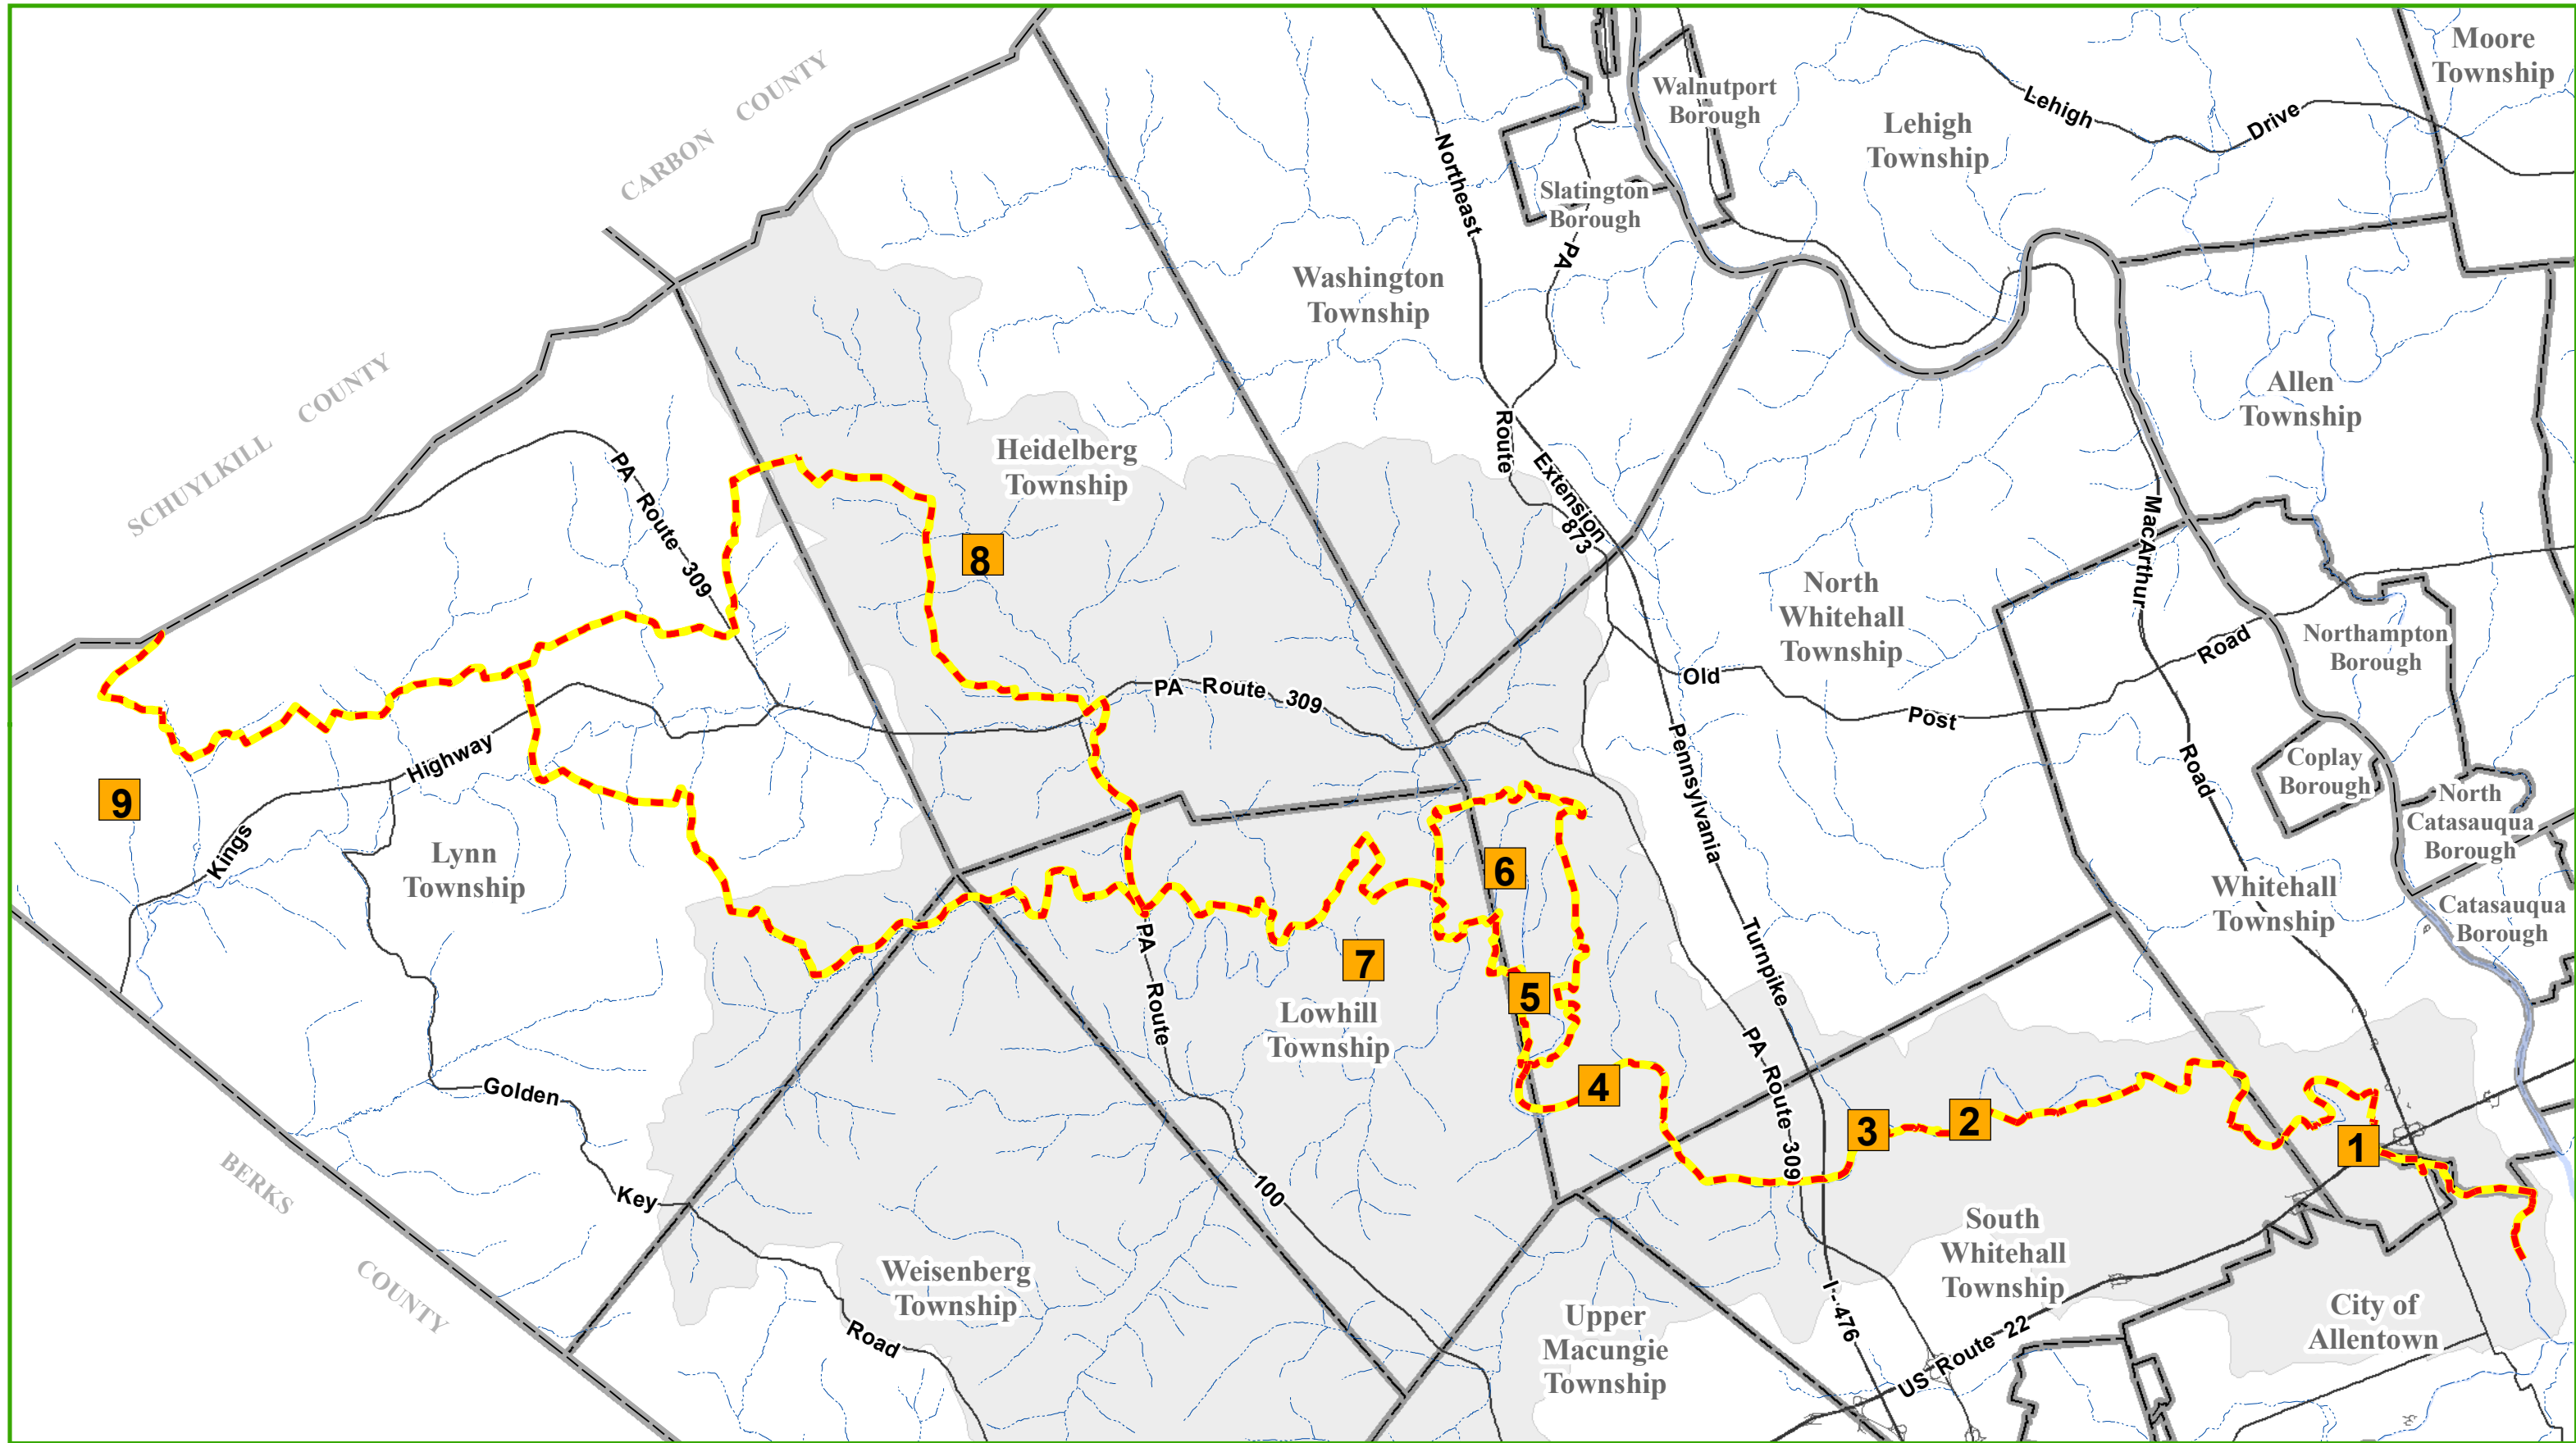 Moore
Township
CARBON COUNTY
Walnutport
Borough
Lehigh
Township
Lehigh
Drive
Northeast
Slatington
Borough
PA
Washington
Township
SCHUYLKILL COUNTY
Allen
Township
Heidelberg
Township
Route
Extension
873
PA Route 309
MacArthur
8
North
Whitehall
Township
Northampton
Borough
Road
Old
Post
PA Route 309
Pennsylvania
Highway
Coplay
Borough
Road
9
North
Catasauqua
Borough
Kings
Lynn
Township
6
Whitehall
Township
Catasauqua
Borough
PA Route
7
Turnpike
5
Lowhill
Township
PA Route 309
4
Golden
3
2
1
BERKS
Key
100
South
Whitehall
Township
Weisenberg
Township
COUNTY
I-476
Upper
Macungie
Township
City of
Allentown
Road
US Route 22